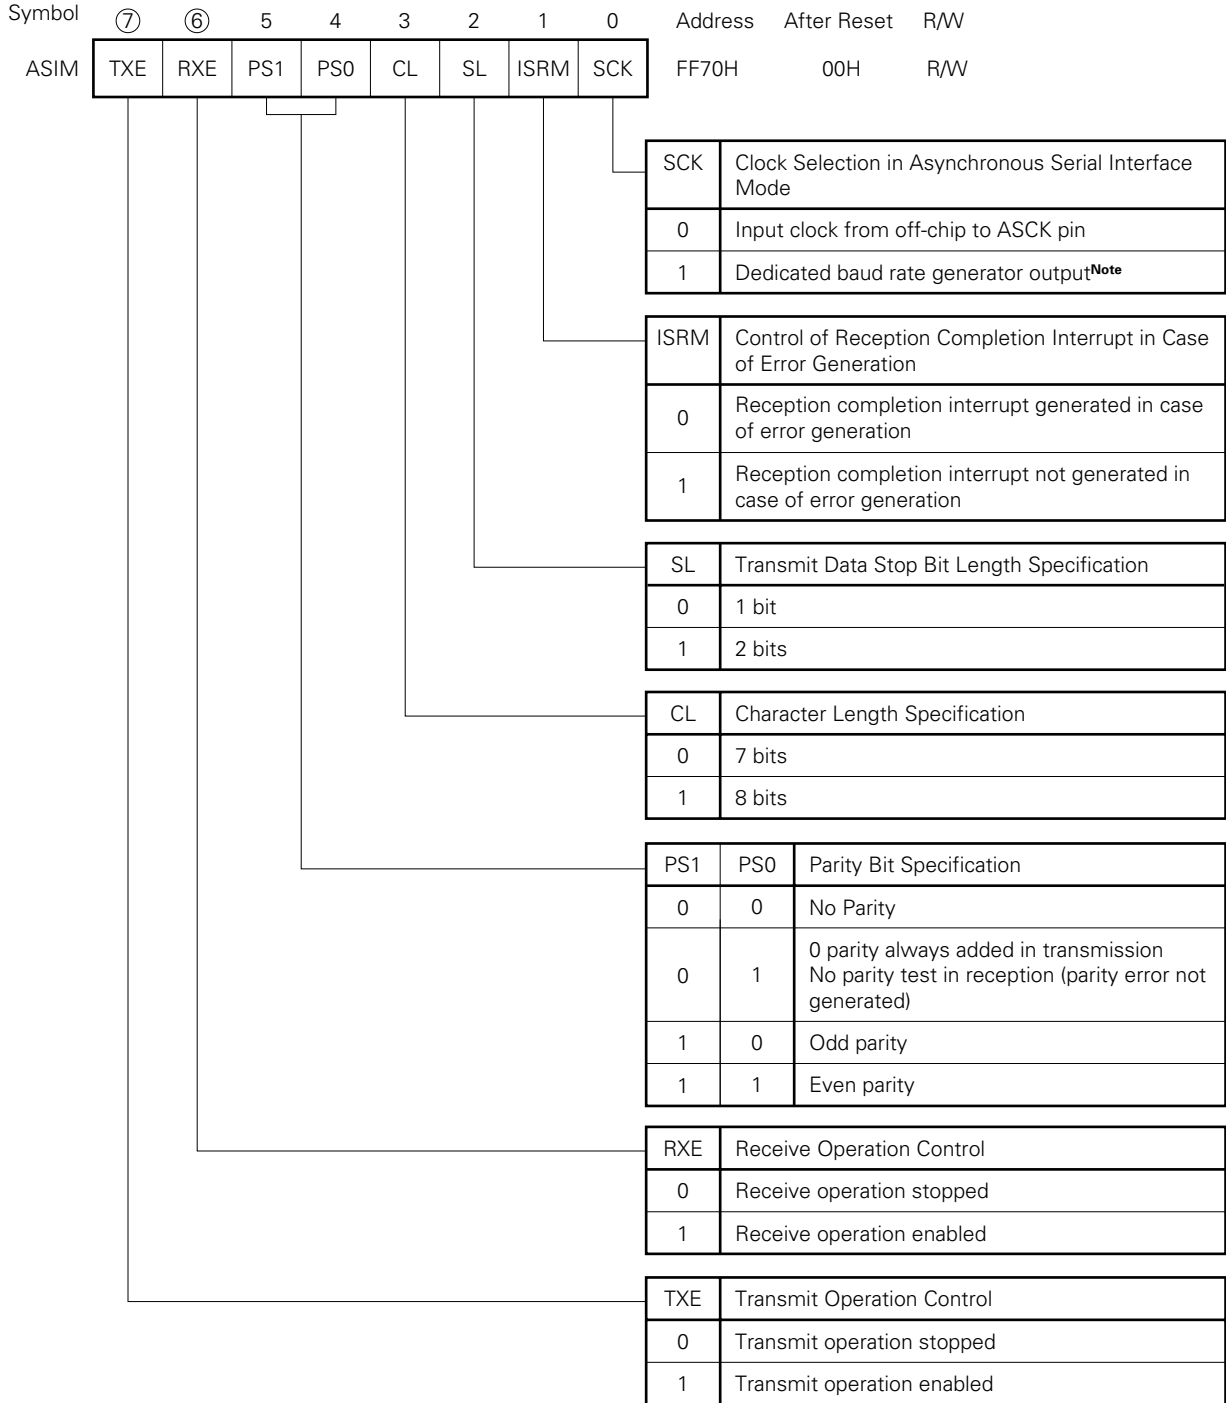 Symbol ⑦ ⑥ 5 4 3 2 1 0 Address After Reset R/W
ASIM TXE RXE PS1 PS0 CL SL ISRM SCK FF70H 00H R/W
SCK Clock Selection in Asynchronous Serial Interface
Mode
0 Input clock from off-chip to ASCK pin
1 Dedicated baud rate generator outputNote
ISRM Control of Reception Completion Interrupt in Case
of Error Generation
0 Reception completion interrupt generated in case
of error generation
1 Reception completion interrupt not generated in
case of error generation
SL Transmit Data Stop Bit Length Specification
0 1 bit
1 2 bits
CL Character Length Specification
0 7 bits
1 8 bits
PS1 PS0 Parity Bit Specification
0 0 No Parity
0 1 0 parity always added in transmission
No parity test in reception (parity error not
generated)
1 0 Odd parity
1 1 Even parity
RXE Receive Operation Control
0 Receive operation stopped
1 Receive operation enabled
TXE Transmit Operation Control
0 Transmit operation stopped
1 Transmit operation enabled